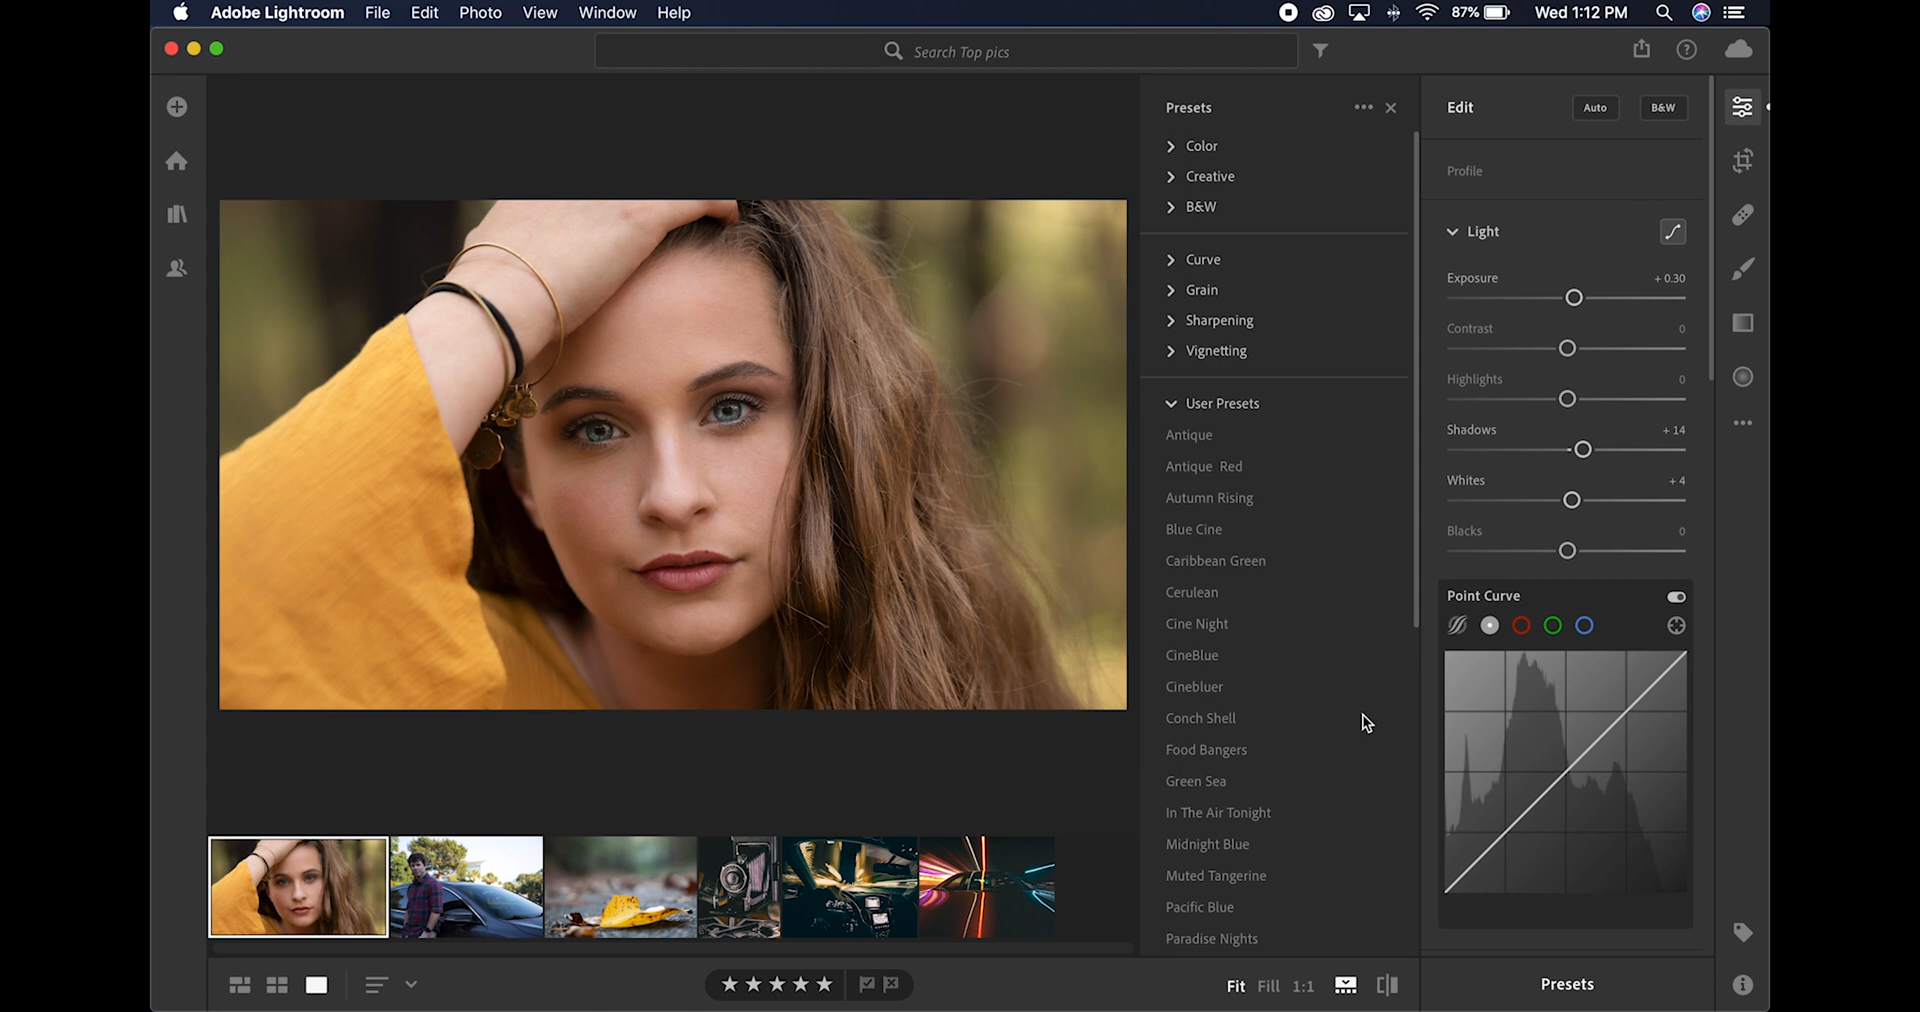 Adobe Lightroom File Edit Photo View Window Help 87% Wed 1:12 PM
Search Top pics
Presets
Color
Creative
B&W
Curve
Grain
Sharpening
Vignetting
User Presets
Antique
Antique Red
Autumn Rising
Blue Cine
Caribbean Green
Cerulean
Cine Night
CineBlue
Cinebluer
Conch Shell
Food Bangers
Green Sea
In The Air Tonight
Midnight Blue
Muted Tangerine
Pacific Blue
Paradise Nights
Edit Auto B&W
Profile
Light
Exposure + 0.30
Contrast 0
Highlights 0
Shadows + 14
Whites + 4
Blacks 0
Point Curve
Fit Fill 1:1
Presets